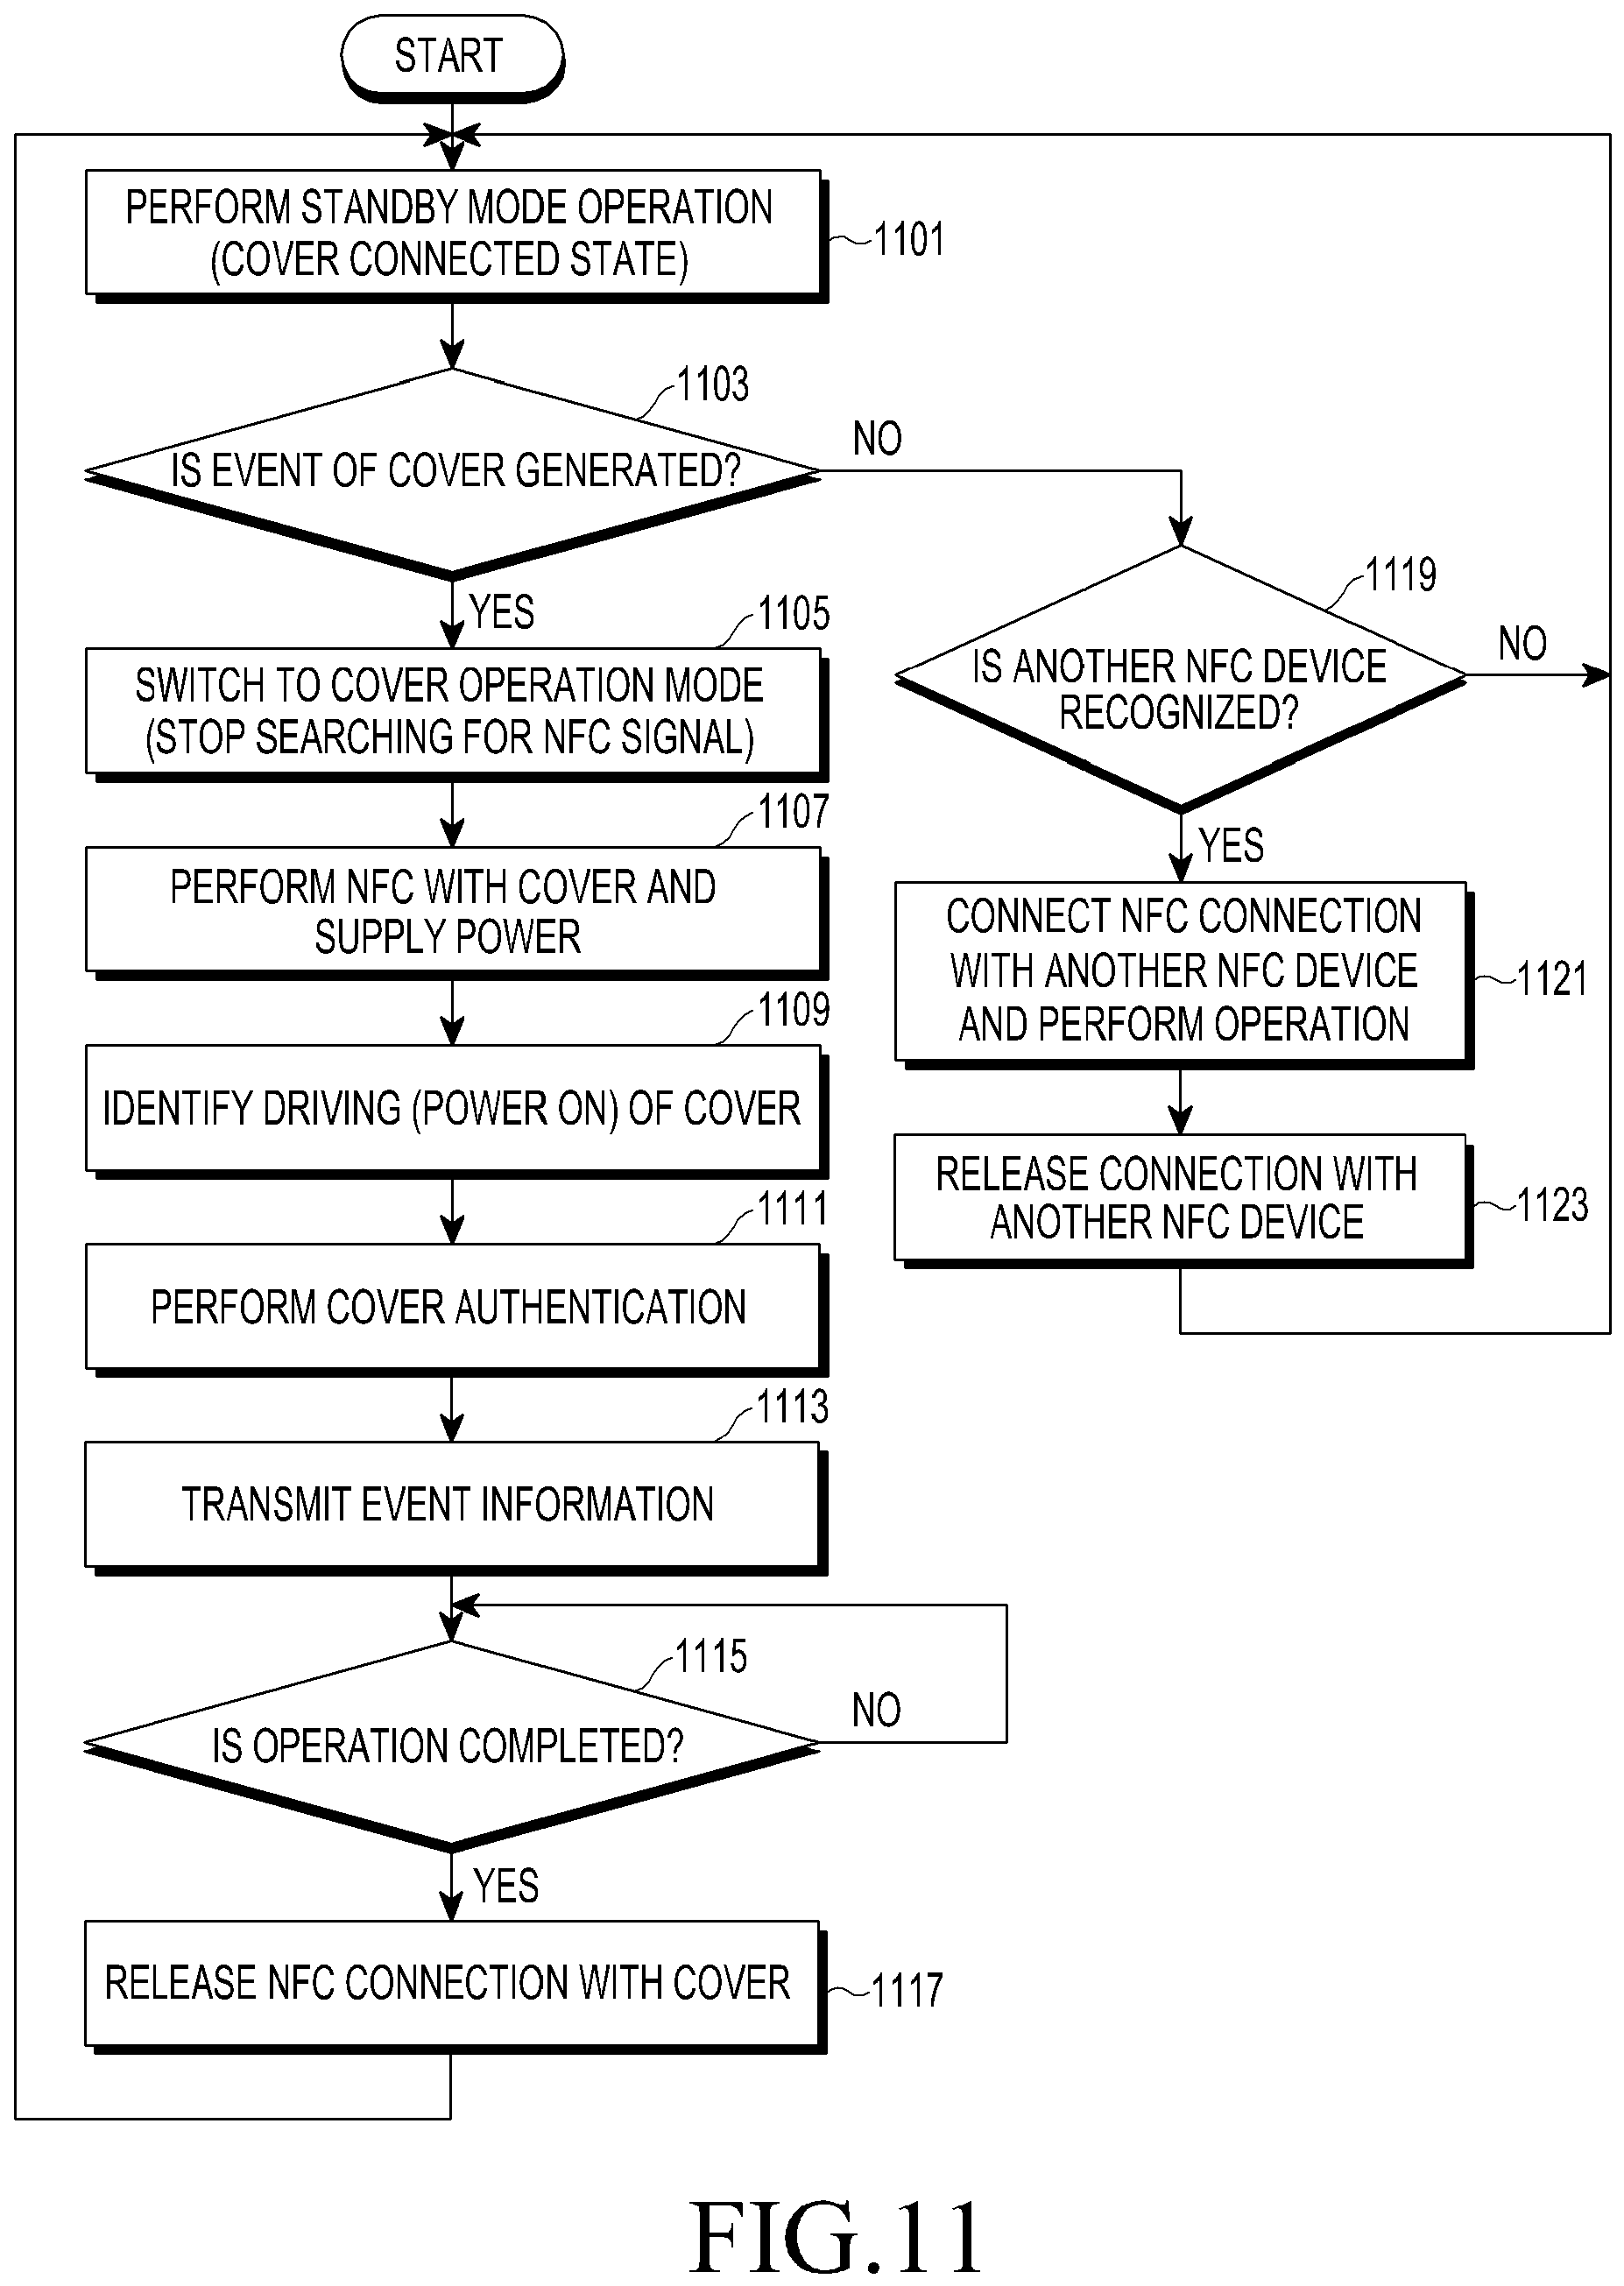 START
PERFORM STANDBY MODE OPERATION
(COVER CONNECTED STATE)
1101
1103
IS EVENT OF COVER GENERATED?
NO
YES
1105
SWITCH TO COVER OPERATION MODE
(STOP SEARCHING FOR NFC SIGNAL)
1107
PERFORM NFC WITH COVER AND
SUPPLY POWER
1109
IDENTIFY DRIVING (POWER ON) OF COVER
1111
PERFORM COVER AUTHENTICATION
1113
TRANSMIT EVENT INFORMATION
1115
IS OPERATION COMPLETED?
NO
YES
RELEASE NFC CONNECTION WITH COVER
1117
1119
IS ANOTHER NFC DEVICE
RECOGNIZED?
NO
YES
CONNECT NFC CONNECTION
WITH ANOTHER NFC DEVICE
AND PERFORM OPERATION
1121
RELEASE CONNECTION WITH
ANOTHER NFC DEVICE
1123
FIG.11